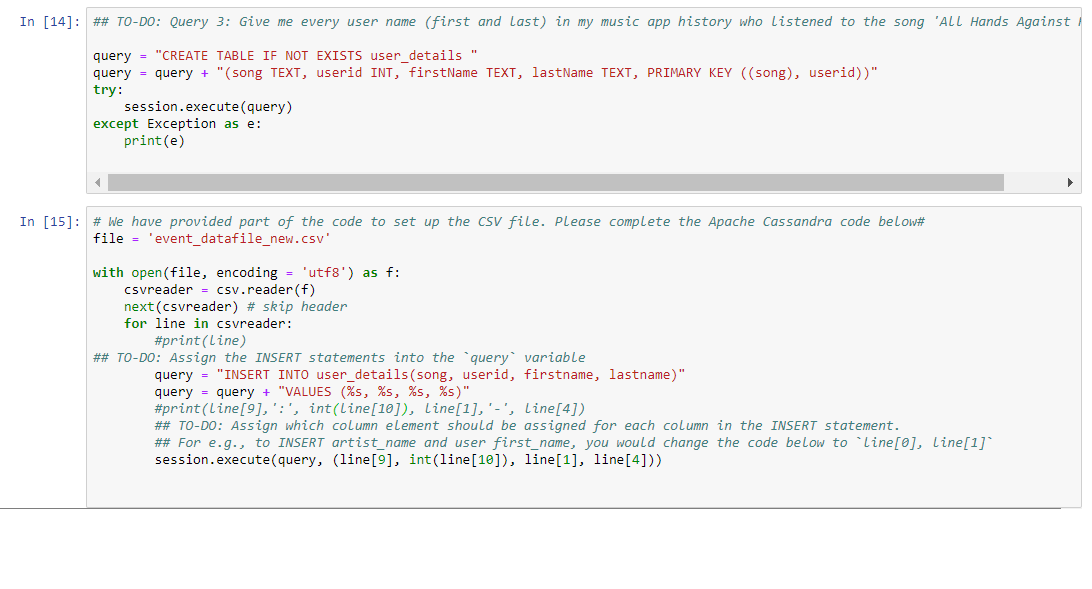 In [14]: ## TO-DO: Query 3: Give me every user name (first and last) in my music app history who listened to the song 'All Hands Against
query = "CREATE TABLE IF NOT EXISTS user_details "
query = query + "(song TEXT, userid INT, firstName TEXT, lastName TEXT, PRIMARY KEY ((song), userid))"
try:
    session.execute(query)
except Exception as e:
    print(e)
In [15]: # We have provided part of the code to set up the CSV file. Please complete the Apache Cassandra code below#
file = 'event_datafile_new.csv'
with open(file, encoding = 'utf8') as f:
    csvreader = csv.reader(f)
    next(csvreader) # skip header
    for line in csvreader:
        #print(line)
## TO-DO: Assign the INSERT statements into the `query` variable
        query = "INSERT INTO user_details(song, userid, firstname, lastname)"
        query = query + "VALUES (%s, %s, %s, %s)"
        #print(line[9],':', int(line[10]), line[1],'-', line[4])
        ## TO-DO: Assign which column element should be assigned for each column in the INSERT statement.
        ## For e.g., to INSERT artist_name and user first_name, you would change the code below to `line[0], line[1]`
        session.execute(query, (line[9], int(line[10]), line[1], line[4]))